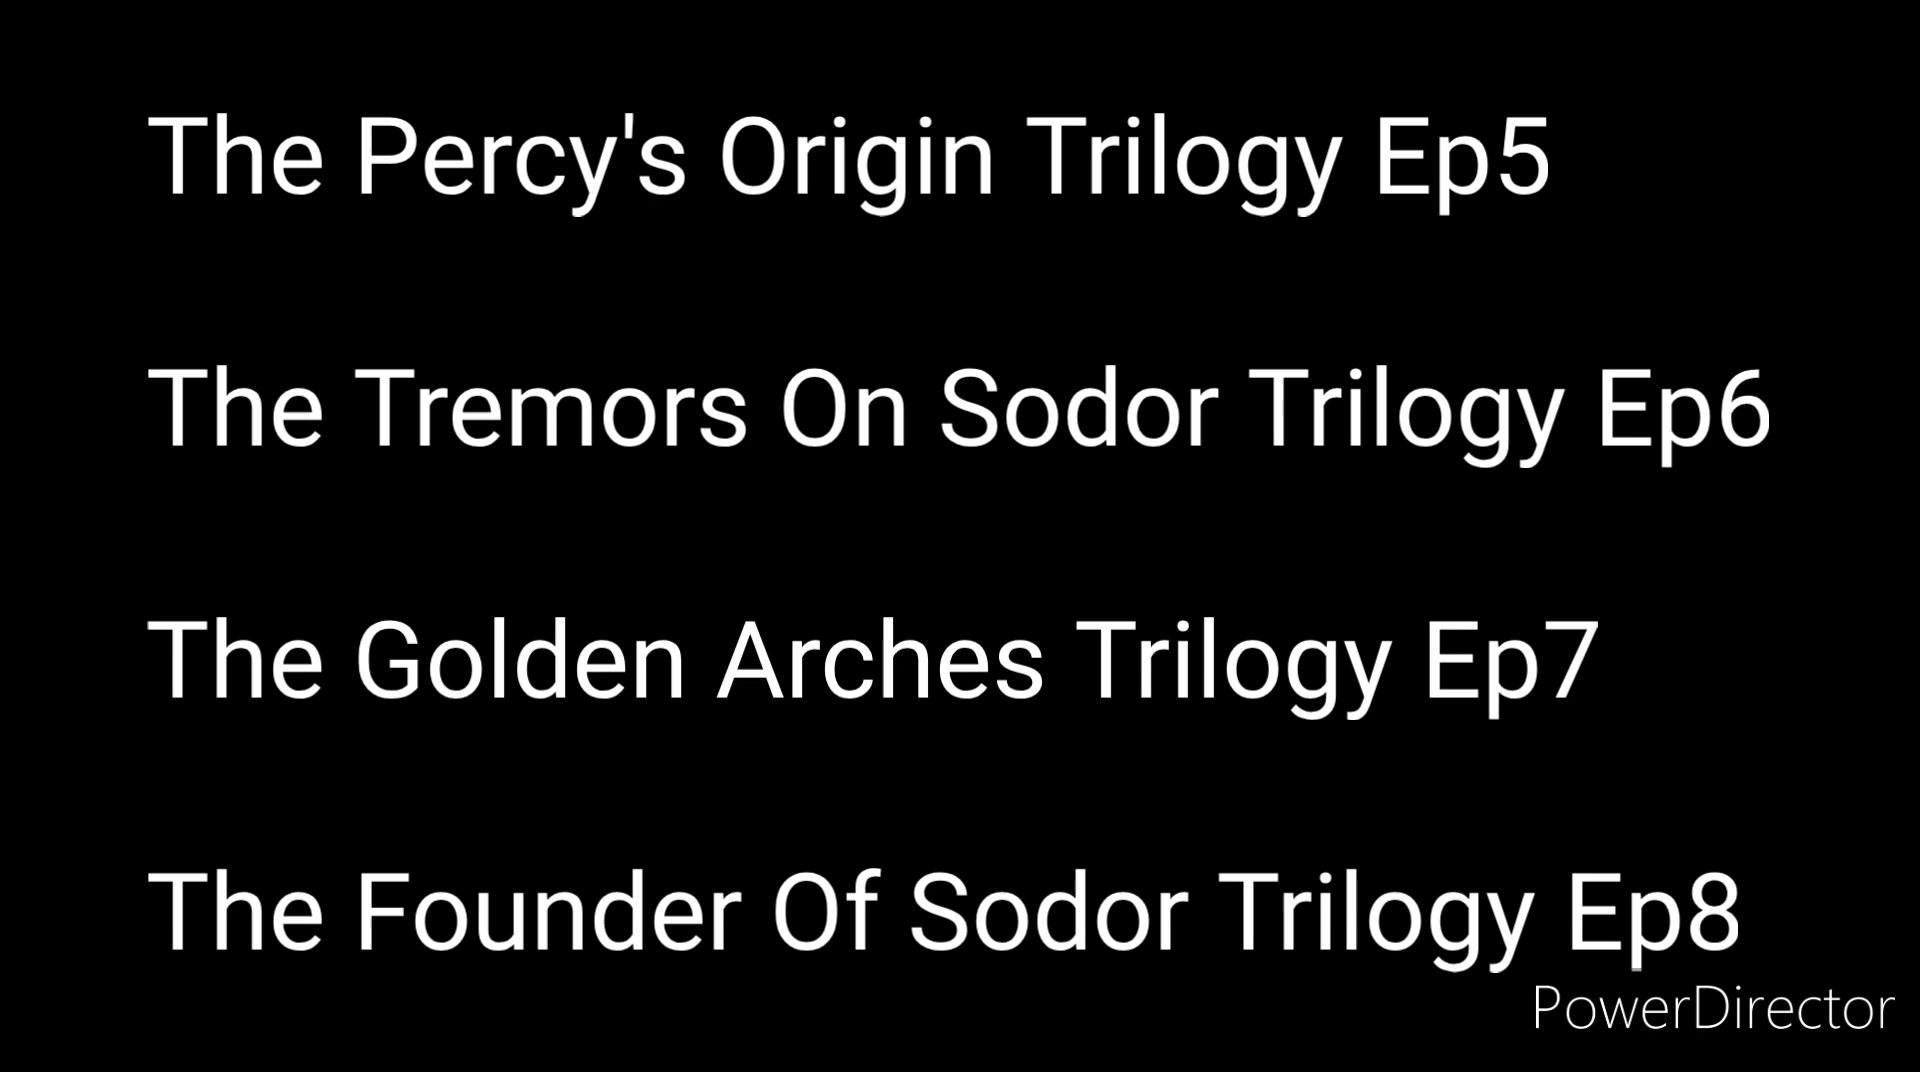 The Percy's Origin Trilogy Ep5
The Tremors On Sodor Trilogy Ep6
The Golden Arches Trilogy Ep7
The Founder Of Sodor Trilogy Ep8
PowerDirector